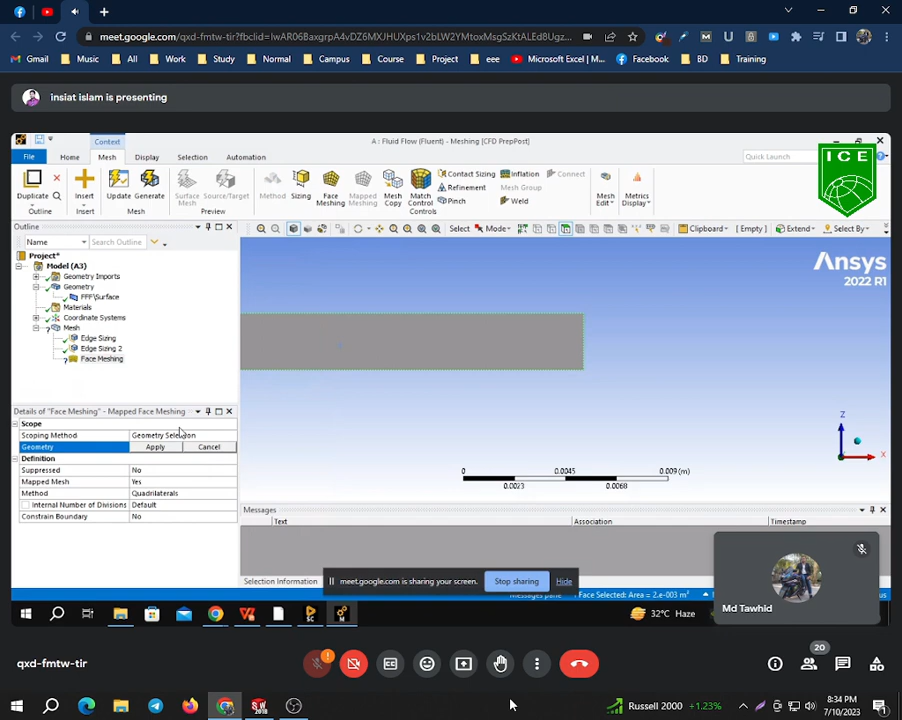 meet.google.com/qxd-fmtw-tir?fbclid=IwAR06BaxgrpA4vDZ6MXJHUXps1v2bLW2YMtoxMsgSzKtALEd8Ugz...
Gmail Music All Work Study Normal Campus Course Project eee Microsoft Excel | M... Facebook BD Training
insiat islam is presenting
Context
A : Fluid Flow (Fluent) - Meshing [CFD PrepPost]
File Home Mesh Display Selection Automation
Quick Launch
ICE
Duplicate
Outline
Insert
Insert
Update Generate
Mesh
Surface Mesh Source/Target
Preview
Method Sizing Face Meshing Mapped Meshing Mesh Copy Match Control
Contact Sizing Inflation Connect
Refinement Mesh Group
Pinch Weld
Controls
Mesh Edit
Metrics Display
Outline
Name Search Outline
Select Mode Clipboard [ Empty ] Extend Select By
Project*
Model (A3)
Geometry Imports
Geometry
FFF\Surface
Materials
Coordinate Systems
Mesh
Edge Sizing
Edge Sizing 2
Face Meshing
Ansys
2022 R1
Details of "Face Meshing" - Mapped Face Meshing
Scope
Scoping Method Geometry Selection
Geometry Apply Cancel
Definition
Suppressed No
Mapped Mesh Yes
Method Quadrilaterals
Internal Number of Divisions Default
Constrain Boundary No
Z
X
0 0.0045 0.009 (m)
0.0023 0.0068
Messages
Text Association Timestamp
Selection Information
meet.google.com is sharing your screen. Stop sharing Hide
Messages pane
1 Face Selected: Area = 2.e-003 m²
Md Tawhid
32°C Haze
qxd-fmtw-tir
20
Russell 2000 +1.23%
8:34 PM
7/10/2023